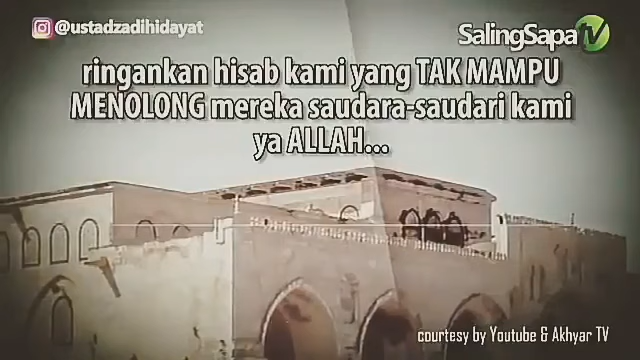 @ustadzadihidayat
SalingSapa TV
ringankan hisab kami yang TAK MAMPU
MENOLONG mereka saudara-saudari kami
ya ALLAH...
courtesy by Youtube & Akhyar TV